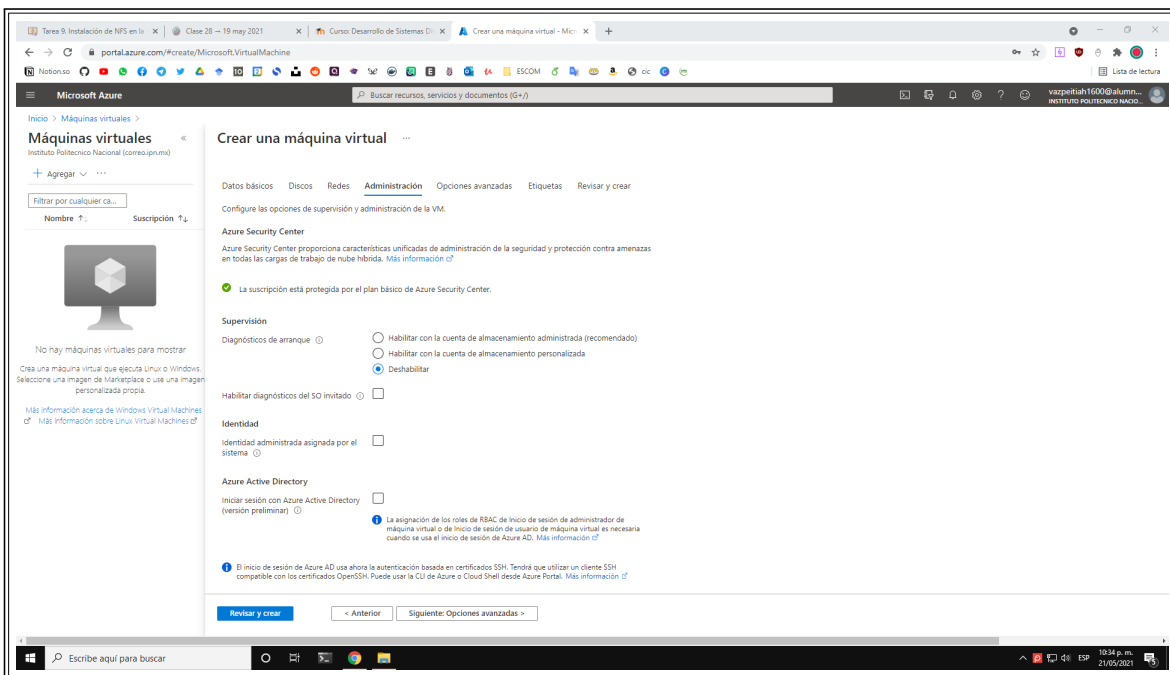 Tarea 9. Instalación de NFS en la
Clase 28 → 19 may 2021
Curso: Desarrollo de Sistemas Di
Crear una máquina virtual - Micro
portal.azure.com/#create/Microsoft.VirtualMachine
Notion.so
ESCOM
cic
Lista de lectura
Microsoft Azure
Buscar recursos, servicios y documentos (G+/)
vazpeitiah1600@alumn...
INSTITUTO POLITECNICO NACIO...
Inicio > Máquinas virtuales >
Máquinas virtuales
Instituto Politecnico Nacional (correo.ipn.mx)
+ Agregar
Filtrar por cualquier ca...
Nombre ↑↓ Suscripción ↑↓
No hay máquinas virtuales para mostrar
Crea una máquina virtual que ejecuta Linux o Windows.
Seleccione una imagen de Marketplace o use una imagen
personalizada propia.
Más información acerca de Windows Virtual Machines
Más información sobre Linux Virtual Machines
Crear una máquina virtual ...
Datos básicos Discos Redes Administración Opciones avanzadas Etiquetas Revisar y crear
Configure las opciones de supervisión y administración de la VM.
Azure Security Center
Azure Security Center proporciona características unificadas de administración de la seguridad y protección contra amenazas
en todas las cargas de trabajo de nube híbrida. Más información
La suscripción está protegida por el plan básico de Azure Security Center.
Supervisión
Diagnósticos de arranque
Habilitar con la cuenta de almacenamiento administrada (recomendado)
Habilitar con la cuenta de almacenamiento personalizada
Deshabilitar
Habilitar diagnósticos del SO invitado
Identidad
Identidad administrada asignada por el
sistema
Azure Active Directory
Iniciar sesión con Azure Active Directory
(versión preliminar)
La asignación de los roles de RBAC de Inicio de sesión de administrador de
máquina virtual o de Inicio de sesión de usuario de máquina virtual es necesaria
cuando se usa el inicio de sesión de Azure AD. Más información
El inicio de sesión de Azure AD usa ahora la autenticación basada en certificados SSH. Tendrá que utilizar un cliente SSH
compatible con los certificados OpenSSH. Puede usar la CLI de Azure o Cloud Shell desde Azure Portal. Más información
Revisar y crear
< Anterior
Siguiente: Opciones avanzadas >
Escribe aquí para buscar
ESP
10:34 p. m.
21/05/2021